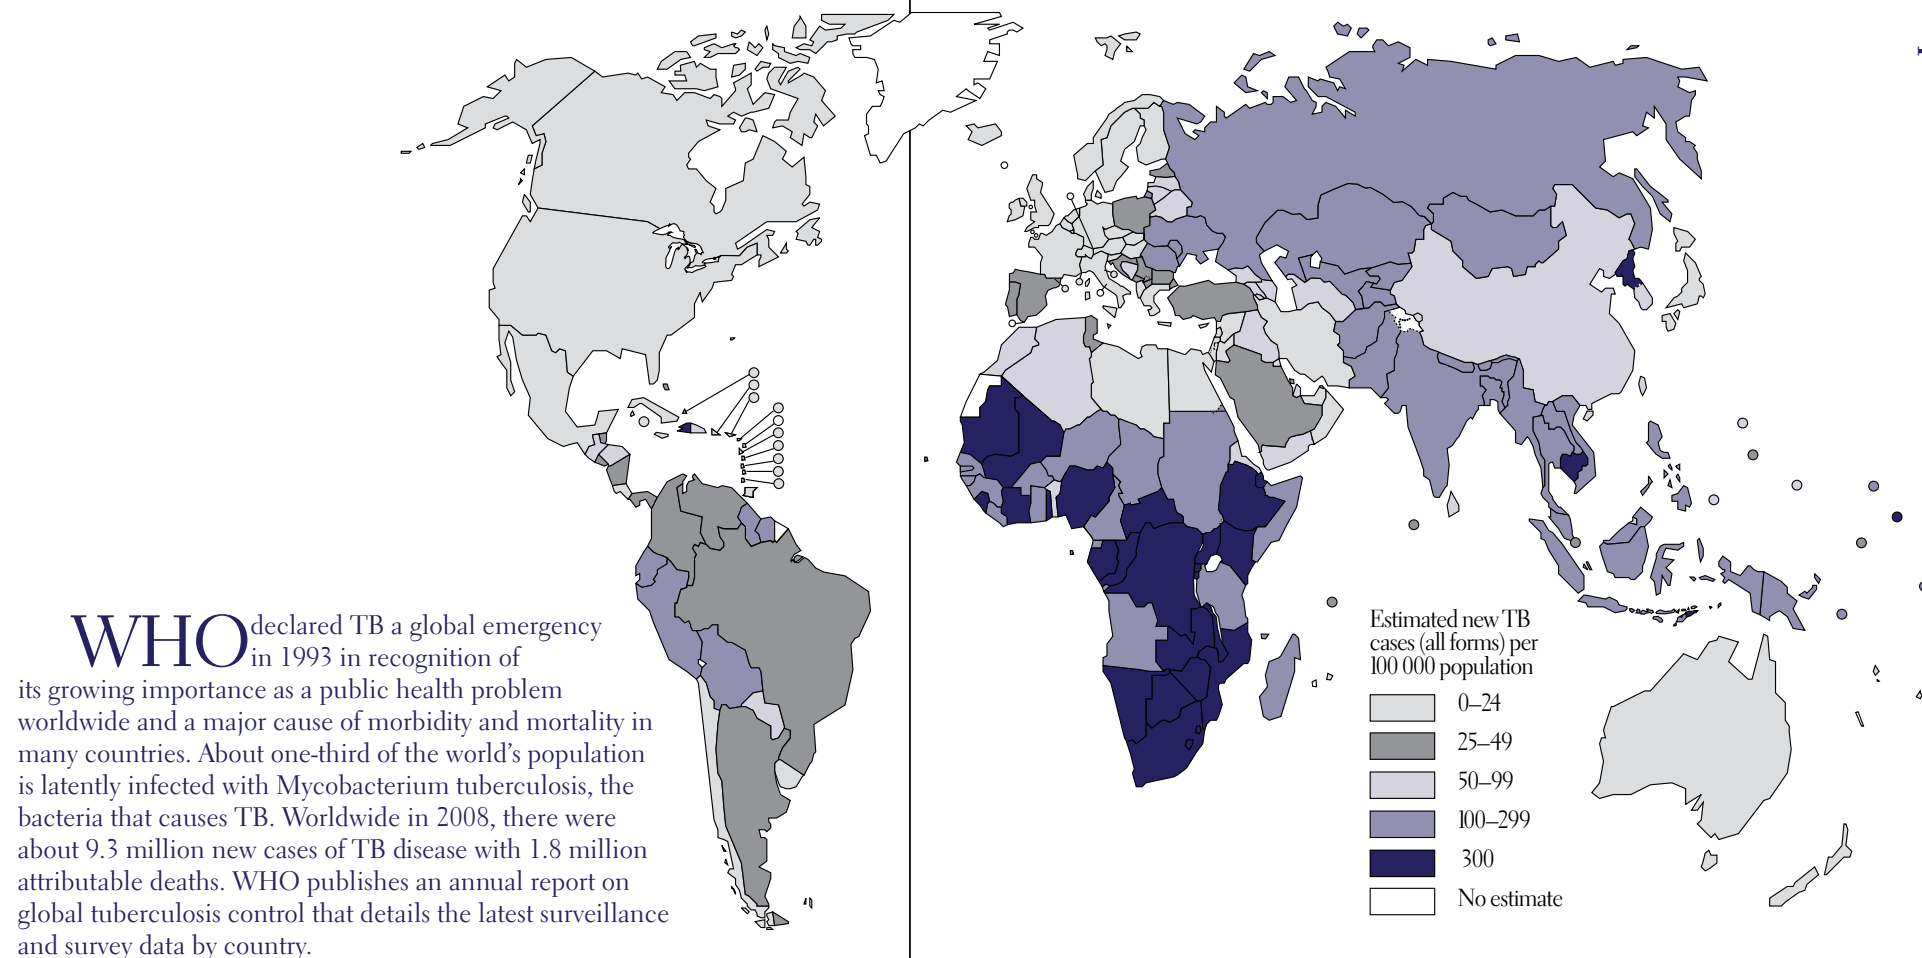 WHO declared TB a global emergency
in 1993 in recognition of
its growing importance as a public health problem
worldwide and a major cause of morbidity and mortality in
many countries. About one-third of the world’s population
is latently infected with Mycobacterium tuberculosis, the
bacteria that causes TB. Worldwide in 2008, there were
about 9.3 million new cases of TB disease with 1.8 million
attributable deaths. WHO publishes an annual report on
global tuberculosis control that details the latest surveillance
and survey data by country.
Estimated new TB
cases (all forms) per
100 000 population
0–24
25–49
50–99
100–299
300
No estimate